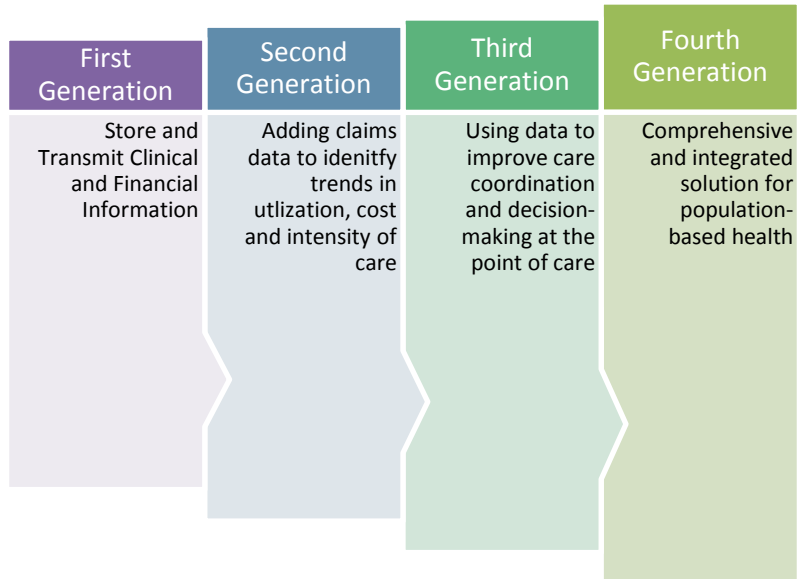 First
Generation
Store and
Transmit Clinical
and Financial
Information
Second
Generation
Adding claims
data to idenitfy
trends in
utlization, cost
and intensity of
care
Third
Generation
Using data to
improve care
coordination
and decision-
making at the
point of care
Fourth
Generation
Comprehensive
and integrated
solution for
population-
based health